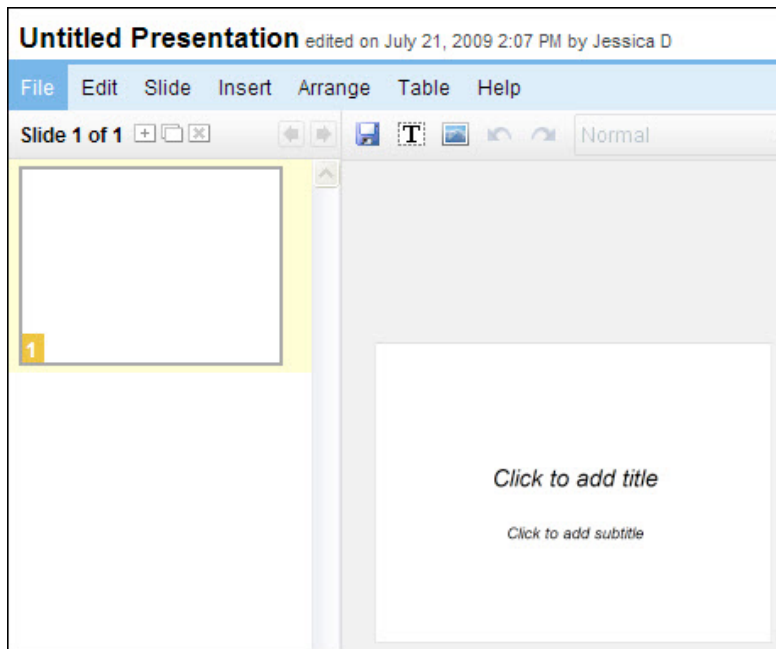 Untitled Presentation edited on July 21, 2009 2:07 PM by Jessica D
File Edit Slide Insert Arrange Table Help
Slide 1 of 1 T Normal
1
Click to add title
Click to add subtitle